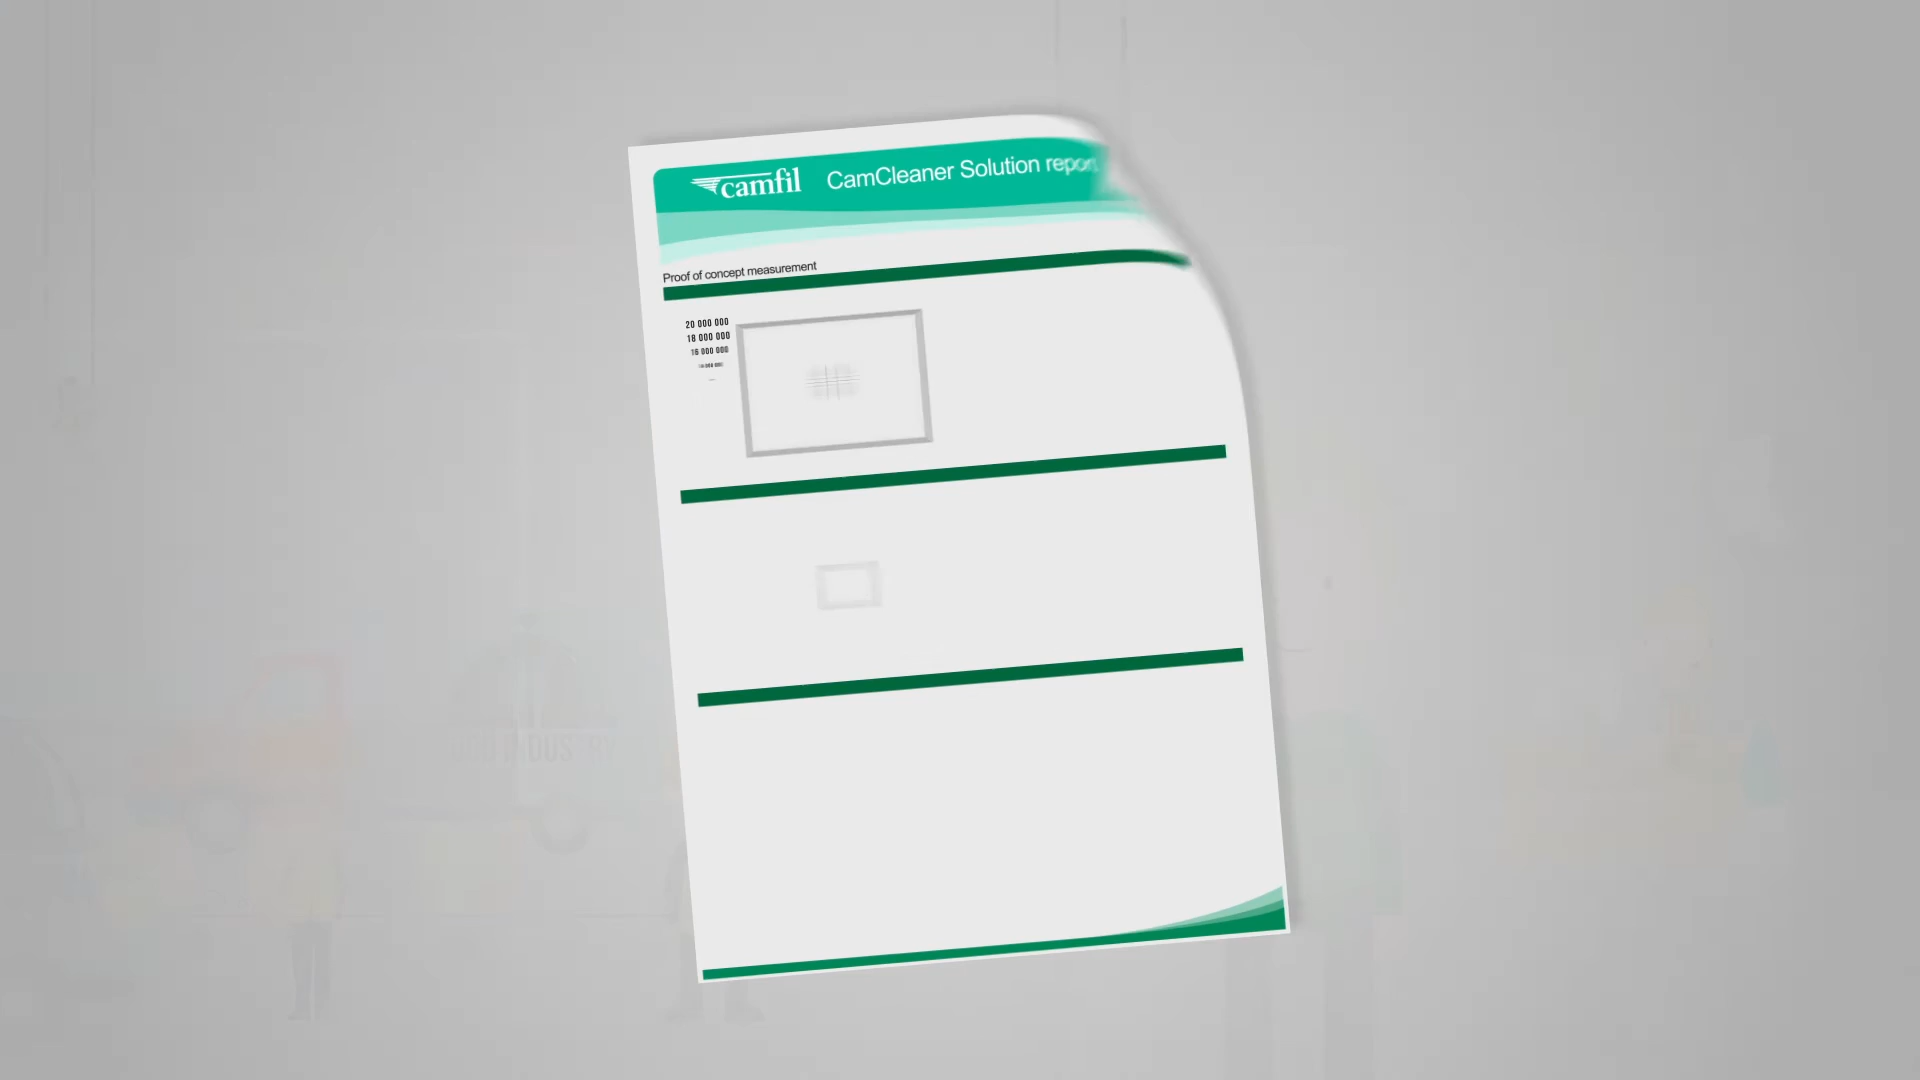 camfil
CamCleaner Solution report
Proof of concept measurement
20 000 000
18 000 000
16 000 000